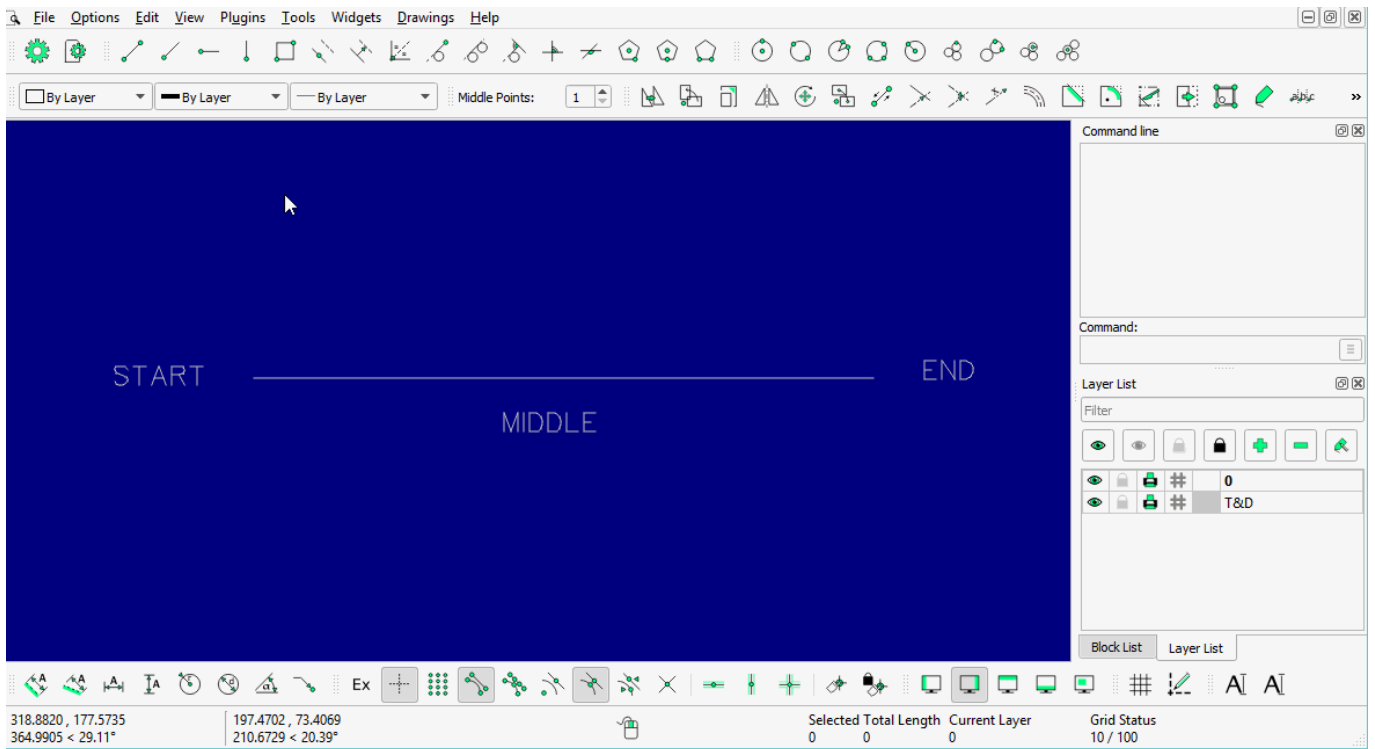 File Options Edit View Plugins Tools Widgets Drawings Help
By Layer By Layer By Layer Middle Points: 1 abjc »
Command line
START END
MIDDLE
Command:
Layer List
Filter
0
T&D
Block List Layer List
A A A A α Ex AI AI
318.8820 , 177.5735 197.4702 , 73.4069 Selected Total Length Current Layer Grid Status
364.9905 < 29.11° 210.6729 < 20.39° 0 0 0 10 / 100